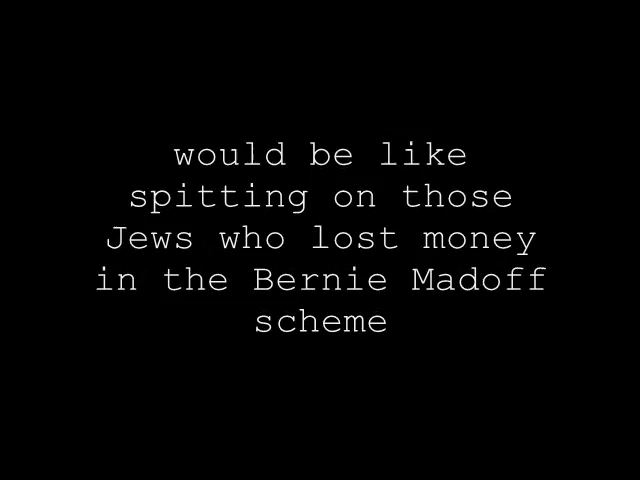 would be like
spitting on those
Jews who lost money
in the Bernie Madoff
scheme